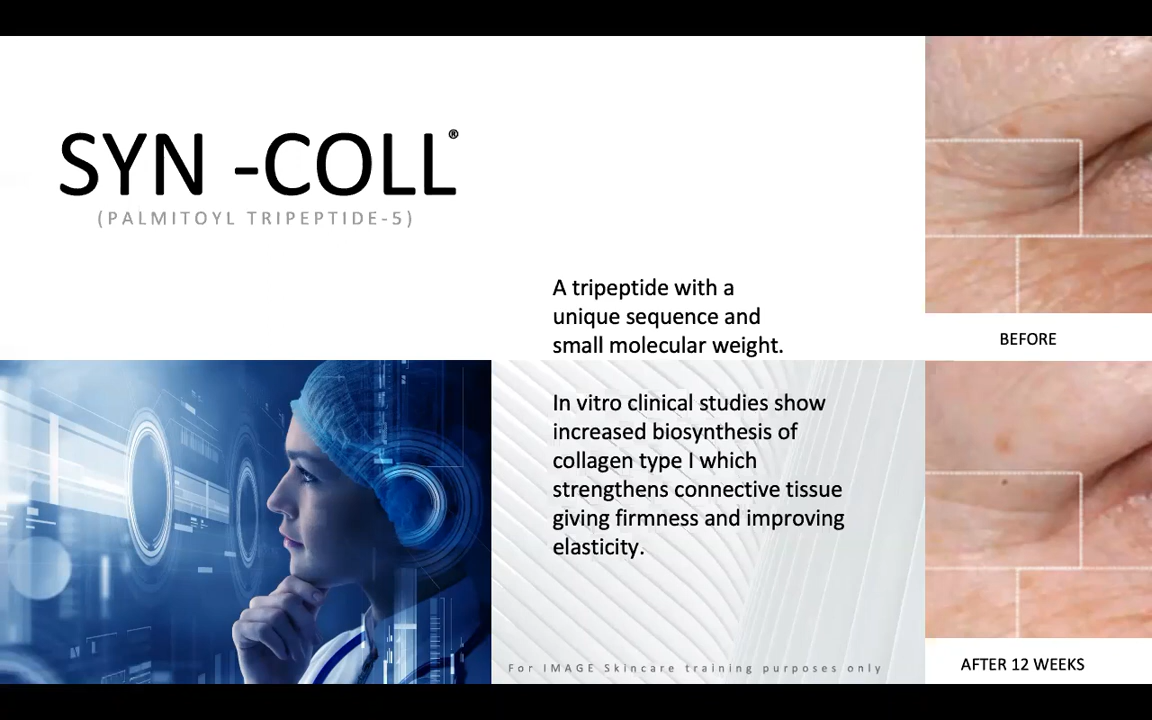 SYN -COLL®
(PALMITOYL TRIPEPTIDE-5)
A tripeptide with a
unique sequence and
small molecular weight.
In vitro clinical studies show
increased biosynthesis of
collagen type I which
strengthens connective tissue
giving firmness and improving
elasticity.
For IMAGE Skincare training purposes only
BEFORE
AFTER 12 WEEKS